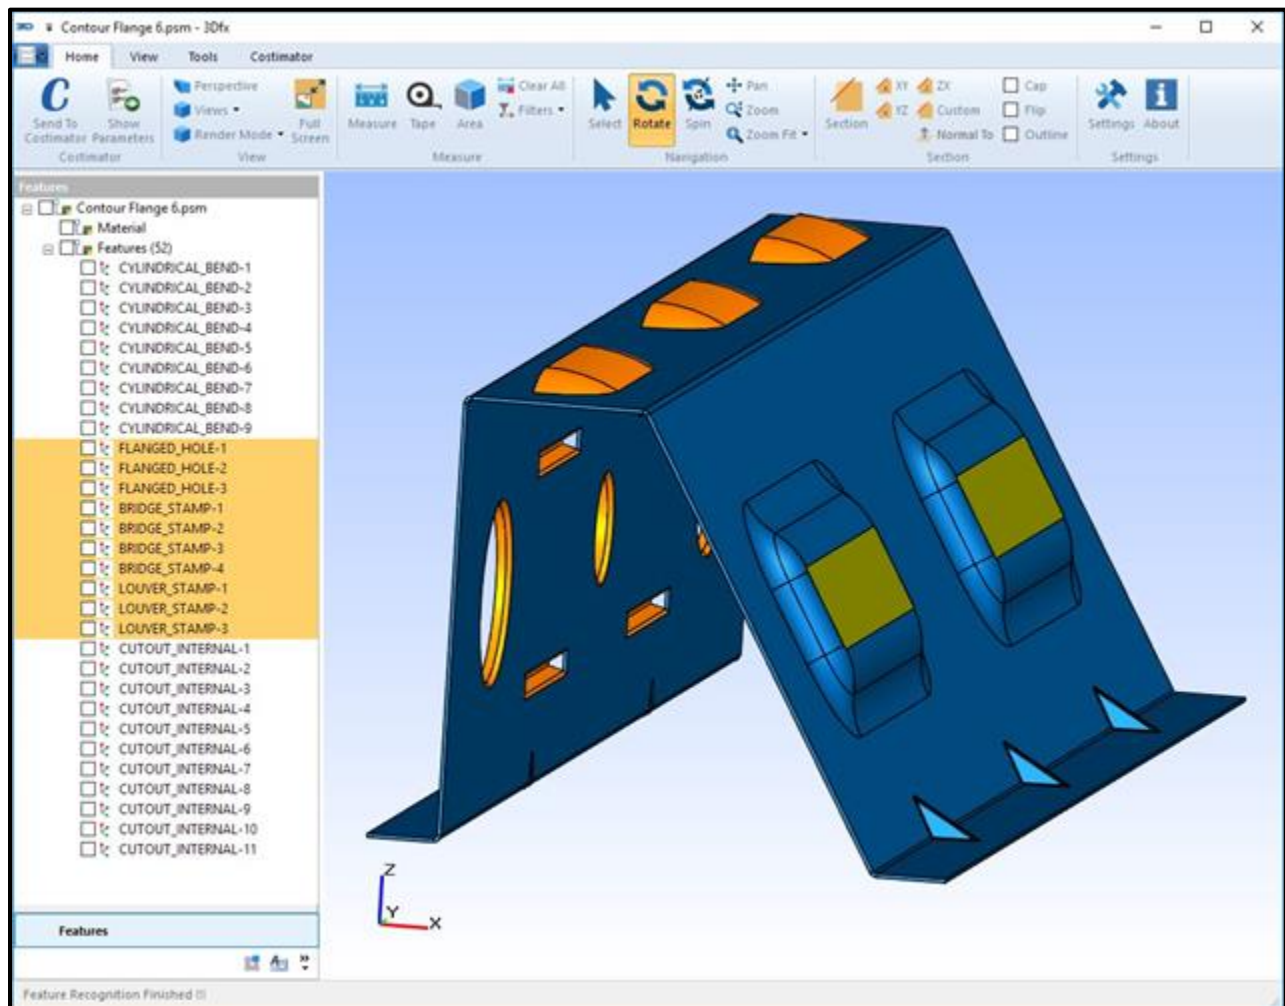 Contour Flange 6.psm - 3Dfx
Home View Tools Costimator
Send To Costimator
Show Parameters
Costimator
Perspective
Views
Render Mode
Full Screen
View
Measure Tape Area
Clear All
Filters
Measure
Select Rotate Spin
Pan
Zoom
Zoom Fit
Navigation
Section
XY ZX
YZ Custom
Normal To
Cap
Flip
Outline
Section
Settings About
Settings
Features
Contour Flange 6.psm
Material
Features (52)
CYLINDRICAL_BEND-1
CYLINDRICAL_BEND-2
CYLINDRICAL_BEND-3
CYLINDRICAL_BEND-4
CYLINDRICAL_BEND-5
CYLINDRICAL_BEND-6
CYLINDRICAL_BEND-7
CYLINDRICAL_BEND-8
CYLINDRICAL_BEND-9
FLANGED_HOLE-1
FLANGED_HOLE-2
FLANGED_HOLE-3
BRIDGE_STAMP-1
BRIDGE_STAMP-2
BRIDGE_STAMP-3
BRIDGE_STAMP-4
LOUVER_STAMP-1
LOUVER_STAMP-2
LOUVER_STAMP-3
CUTOUT_INTERNAL-1
CUTOUT_INTERNAL-2
CUTOUT_INTERNAL-3
CUTOUT_INTERNAL-4
CUTOUT_INTERNAL-5
CUTOUT_INTERNAL-6
CUTOUT_INTERNAL-7
CUTOUT_INTERNAL-8
CUTOUT_INTERNAL-9
CUTOUT_INTERNAL-10
CUTOUT_INTERNAL-11
Z
Y
X
Features
Feature Recognition Finished